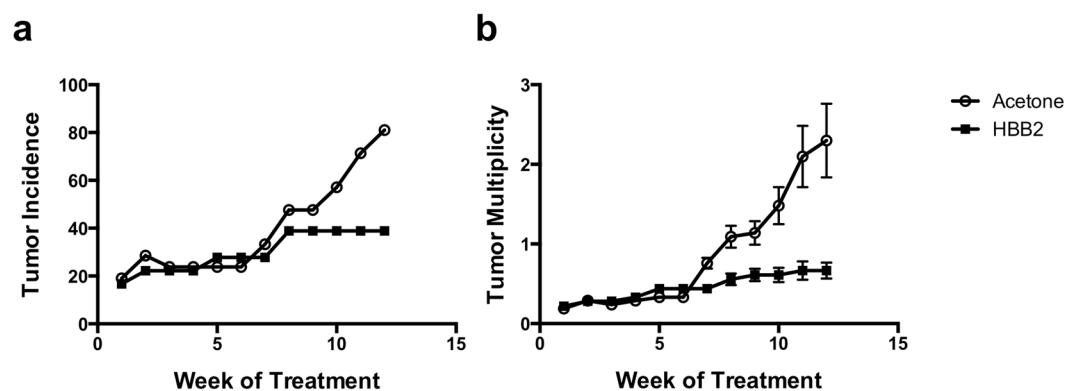 a
b
100
80
60
40
20
0
Tumor Incidence
0 5 10 15
Week of Treatment
3
2
1
0
Tumor Multiplicity
0 5 10 15
Week of Treatment
Acetone
HBB2